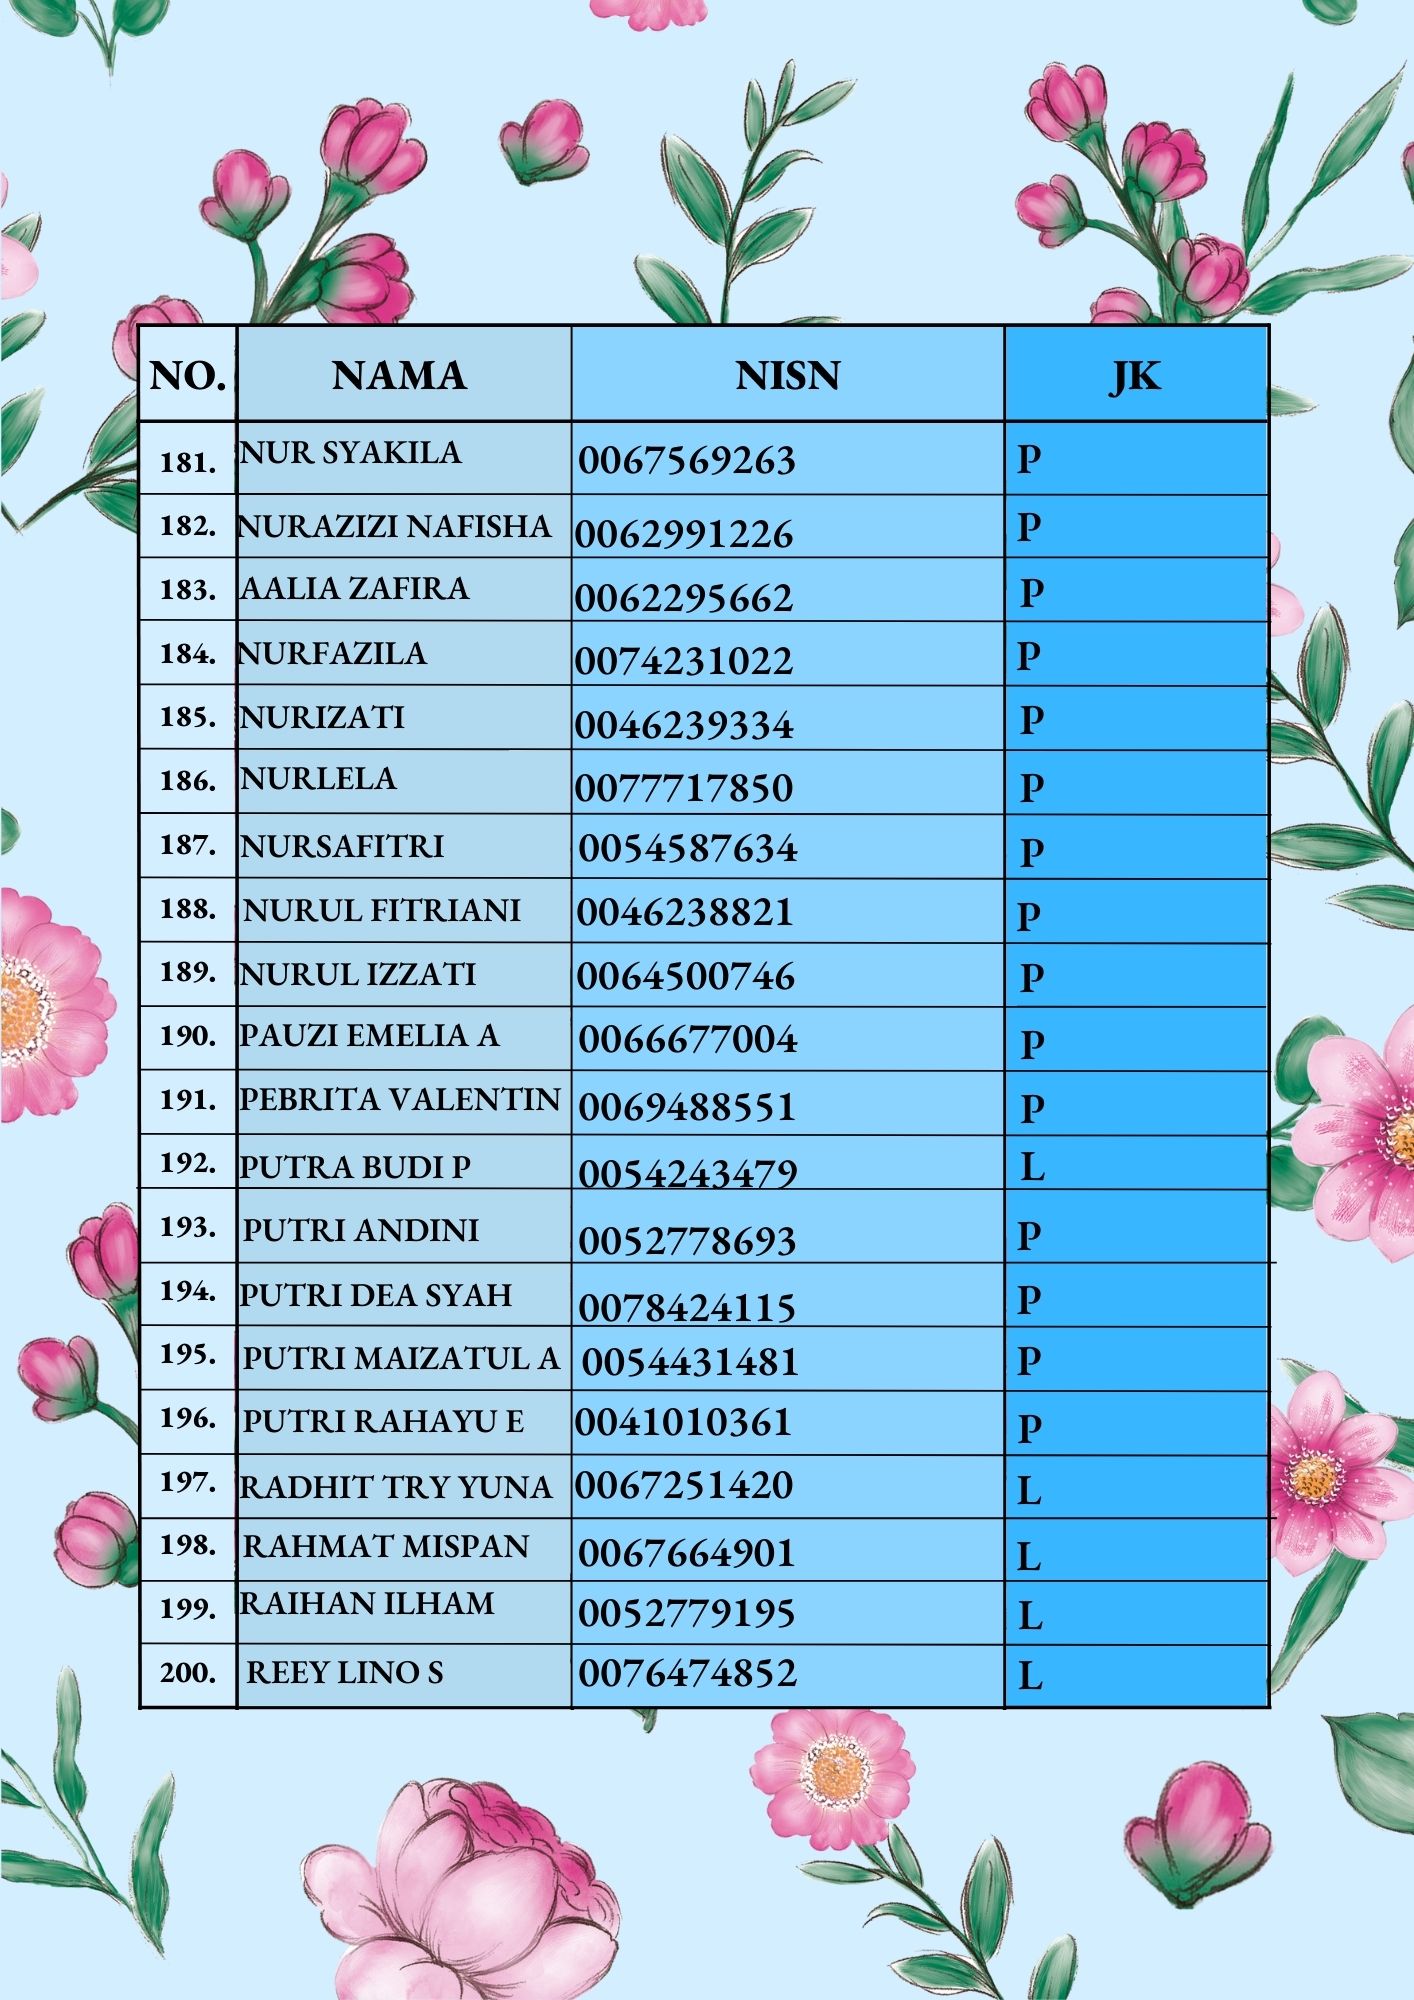 NO. NAMA NISN JK
181. NUR SYAKILA 0067569263 P
182. NURAZIZI NAFISHA 0062991226 P
183. AALIA ZAFIRA 0062295662 P
184. NURFAZILA 0074231022 P
185. NURIZATI 0046239334 P
186. NURLELA 0077717850 P
187. NURSAFITRI 0054587634 P
188. NURUL FITRIANI 0046238821 P
189. NURUL IZZATI 0064500746 P
190. PAUZI EMELIA A 0066677004 P
191. PEBRITA VALENTIN 0069488551 P
192. PUTRA BUDI P 0054243479 L
193. PUTRI ANDINI 0052778693 P
194. PUTRI DEA SYAH 0078424115 P
195. PUTRI MAIZATUL A 0054431481 P
196. PUTRI RAHAYU E 0041010361 P
197. RADHIT TRY YUNA 0067251420 L
198. RAHMAT MISPAN 0067664901 L
199. RAIHAN ILHAM 0052779195 L
200. REEY LINO S 0076474852 L